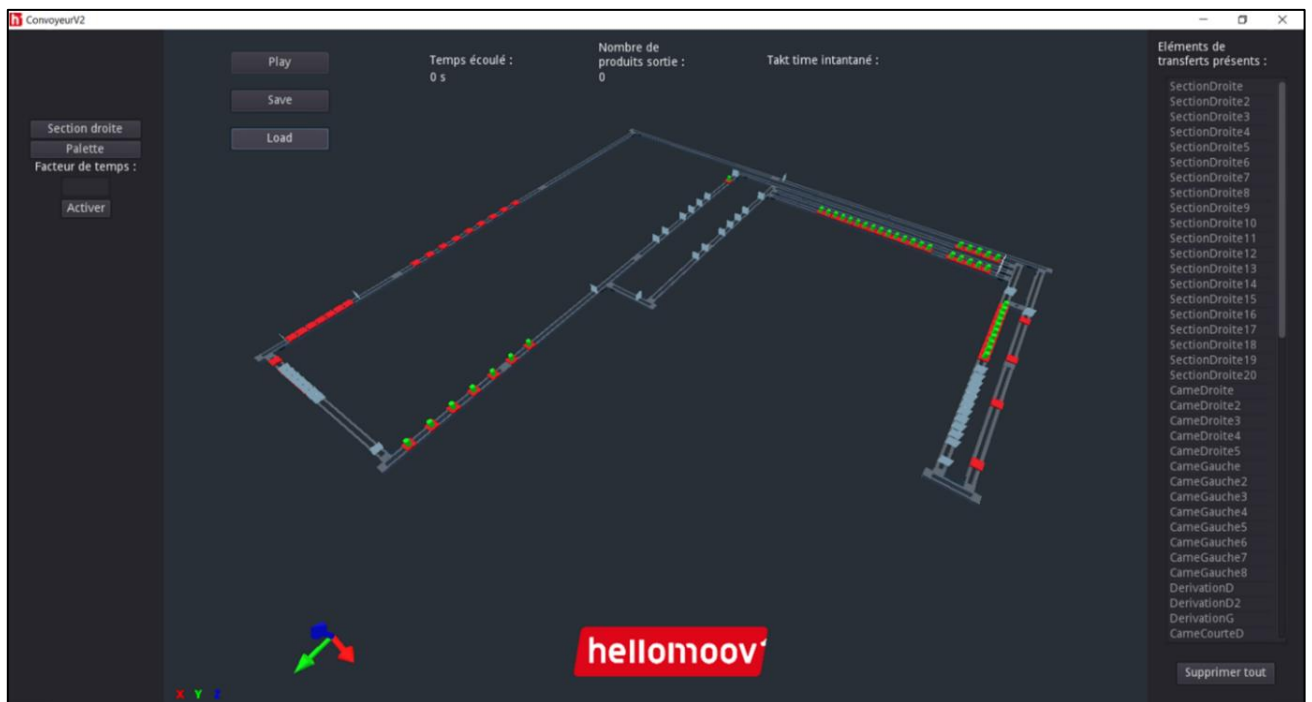 ConvoyeurV2
Section droite
Palette
Facteur de temps :
Activer
Play
Save
Load
Temps écoulé :
0 s
Nombre de
produits sortie :
0
Takt time intantané :
Eléments de
transferts présents :
SectionDroite
SectionDroite2
SectionDroite3
SectionDroite4
SectionDroite5
SectionDroite6
SectionDroite7
SectionDroite8
SectionDroite9
SectionDroite10
SectionDroite11
SectionDroite12
SectionDroite13
SectionDroite14
SectionDroite15
SectionDroite16
SectionDroite17
SectionDroite18
SectionDroite19
SectionDroite20
CameDroite
CameDroite2
CameDroite3
CameDroite4
CameDroite5
CameGauche
CameGauche2
CameGauche3
CameGauche4
CameGauche5
CameGauche6
CameGauche7
CameGauche8
DerivationD
DerivationD2
DerivationG
CameCourteD
Supprimer tout
hellomoov'
X Y Z